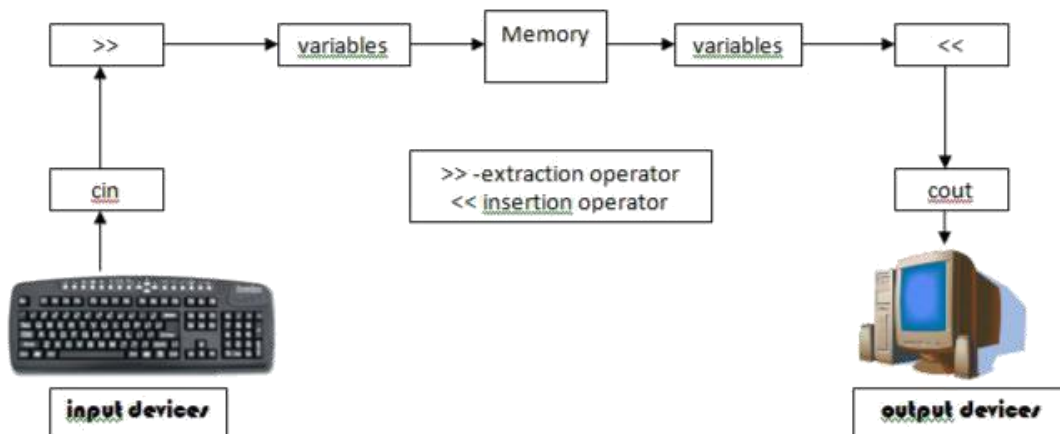 >>
variables
Memory
variables
<<
cin
>> -extraction operator
<< insertion operator
cout
input devices
output devices